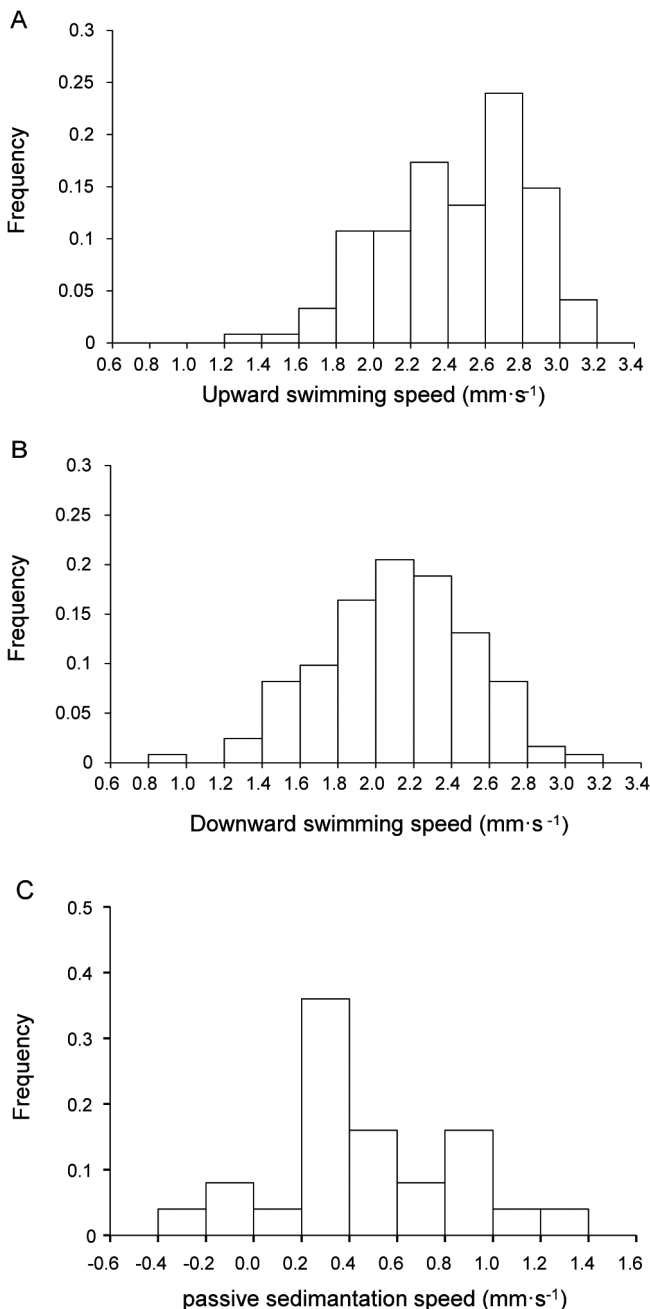 A
0.3
0.25
0.2
0.15
0.1
0.05
0
Frequency
0.6 0.8 1.0 1.2 1.4 1.6 1.8 2.0 2.2 2.4 2.6 2.8 3.0 3.2 3.4
Upward swimming speed (mm·s⁻¹)
B
0.3
0.25
0.2
0.15
0.1
0.05
0
Frequency
0.6 0.8 1.0 1.2 1.4 1.6 1.8 2.0 2.2 2.4 2.6 2.8 3.0 3.2 3.4
Downward swimming speed (mm·s ⁻¹)
C
0.5
0.4
0.3
0.2
0.1
0
Frequency
-0.6 -0.4 -0.2 0.0 0.2 0.4 0.6 0.8 1.0 1.2 1.4 1.6
passive sedimantation speed (mm·s⁻¹)